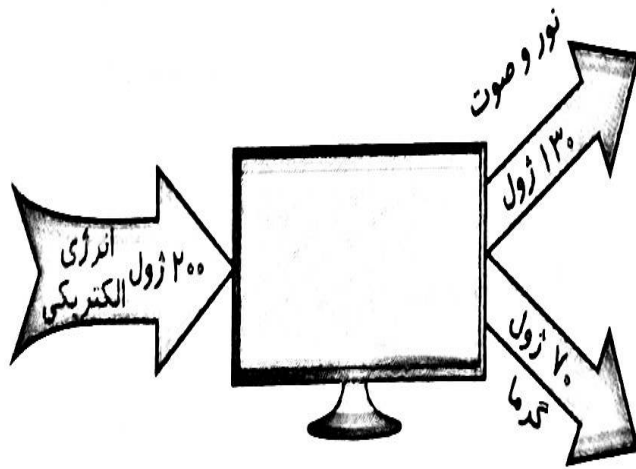 نور و صوت
۱۳۰ ژول
انرژی
الکتریکی
۲۰۰ ژول
۷۰ ژول
گرما